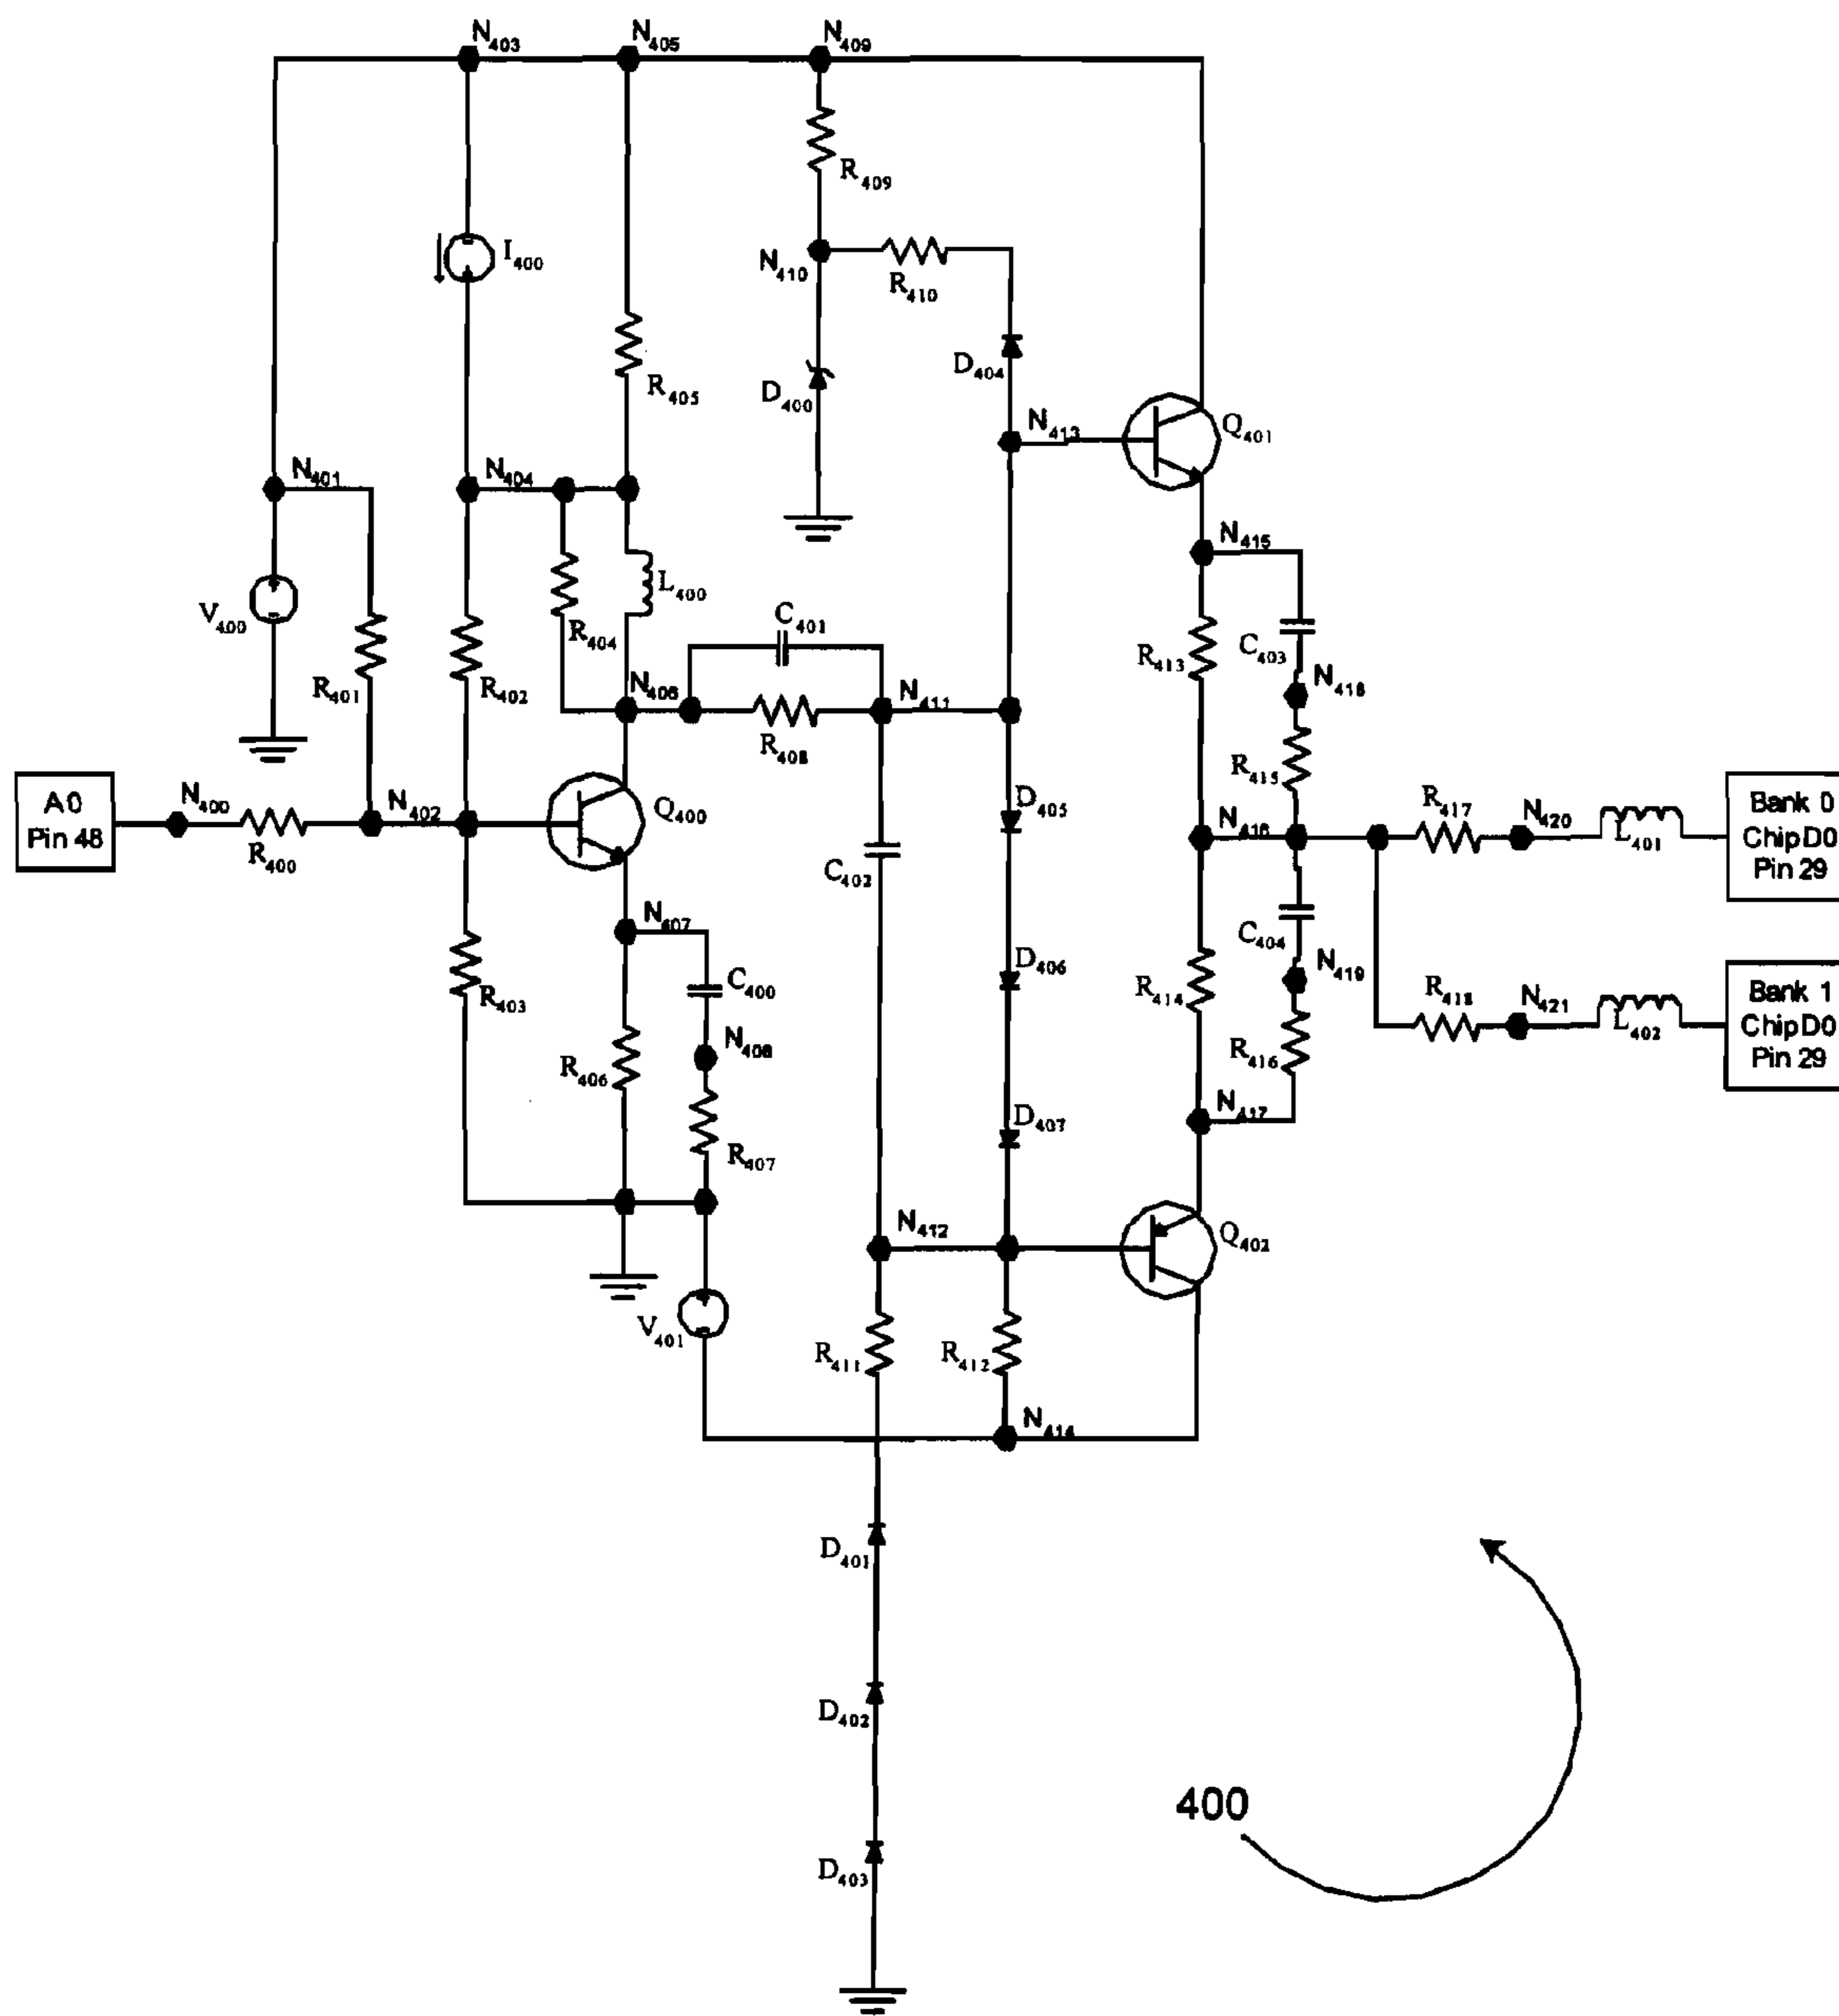 N403 N405 N409
R409
I400
N410 R410
R405
D400 D404
N413 Q401
N401 N404
N415
V400 R401 R402 R404 L400 C401
R413 C403 N418
N406 R408 N411
R415
A0
Pin 48
N400 R400 N402 Q400
D405
N416 R417 N420 L401
Bank 0
Chip D0
Pin 29
C402
N407 C400
R403 N408
R406 R407
D406
C404 N419
R414 R416
R418 N421 L402
Bank 1
Chip D0
Pin 29
D407 N417
N412 Q402
V401 R411 R412
N414
D401
D402
400
D403